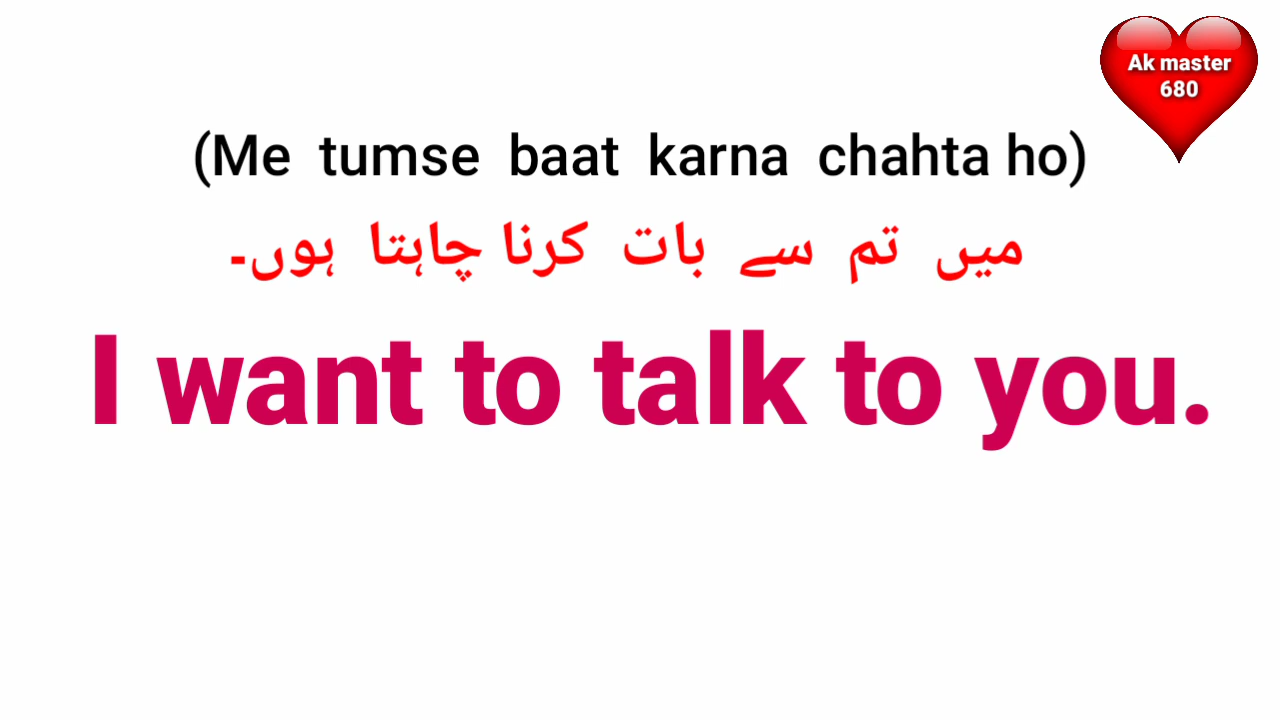 Ak master
680
(Me tumse baat karna chahta ho)
میں تم سے بات کرنا چاہتا ہوں۔
I want to talk to you.